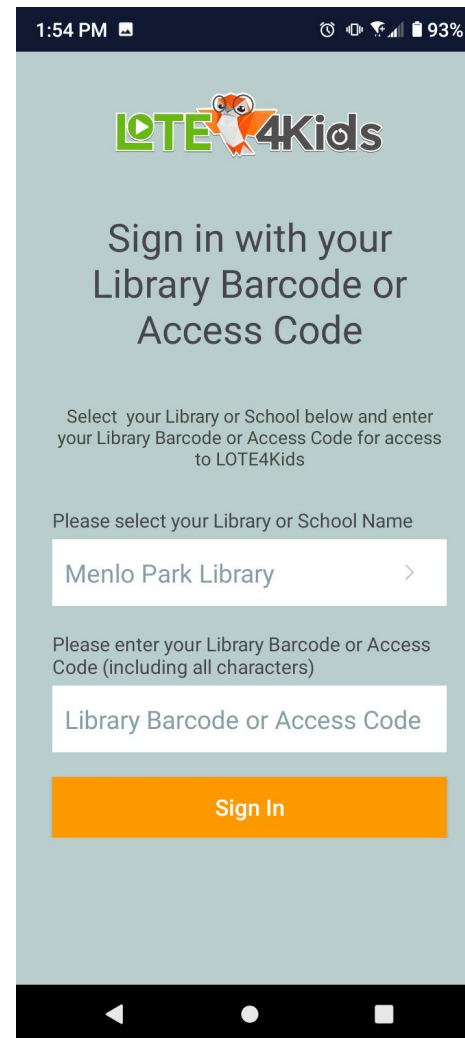 1:54 PM 93%
LOTE4Kids
Sign in with your
Library Barcode or
Access Code
Select your Library or School below and enter
your Library Barcode or Access Code for access
to LOTE4Kids
Please select your Library or School Name
Menlo Park Library
Please enter your Library Barcode or Access
Code (including all characters)
Library Barcode or Access Code
Sign In